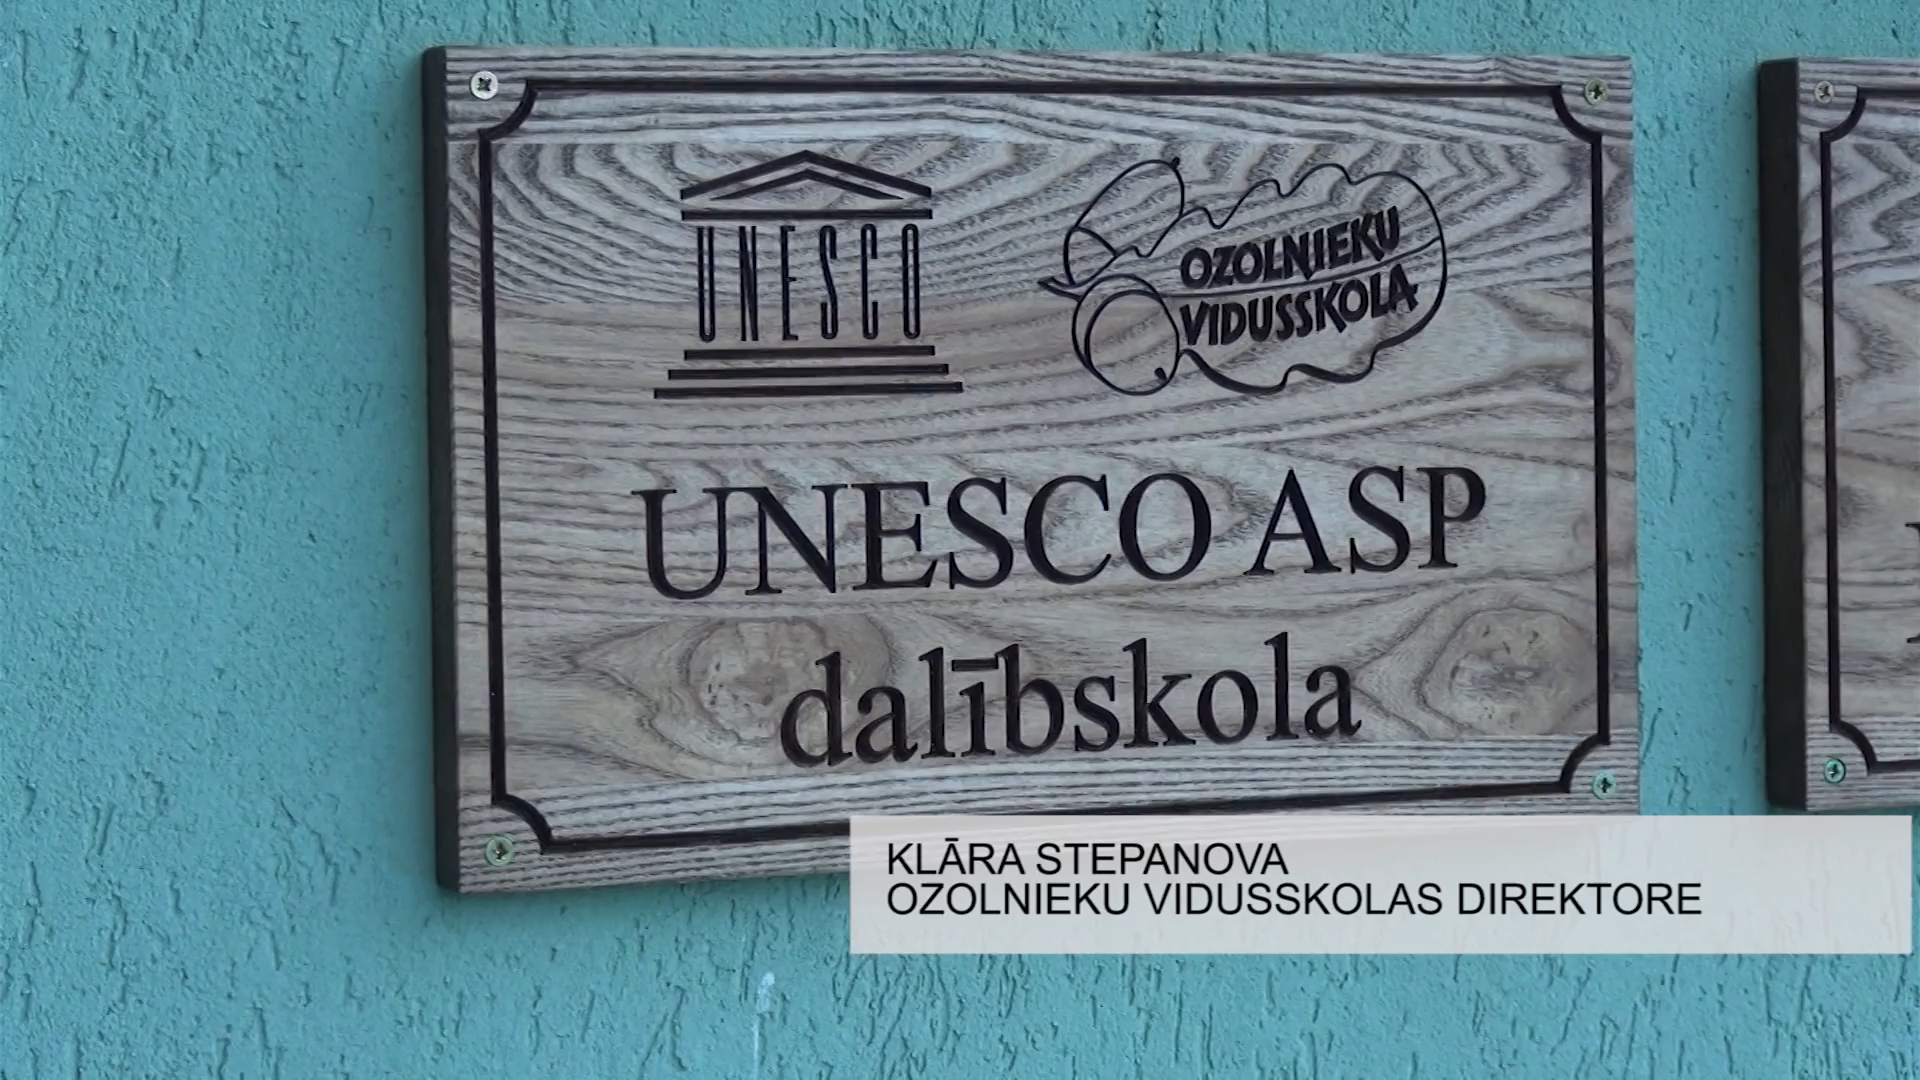 UNESCO
OZOLNIEKU
VIDUSSKOLA
UNESCO ASP
dalībskola
KLĀRA STEPANOVA
OZOLNIEKU VIDUSSKOLAS DIREKTORE